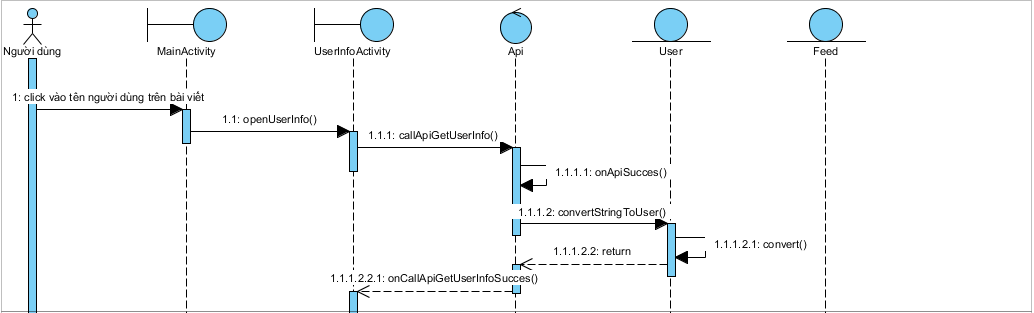 Người dùng
MainActivity
UserInfoActivity
Api
User
Feed
1: click vào tên người dùng trên bài viết
1.1: openUserInfo()
1.1.1: callApiGetUserInfo()
1.1.1.1: onApiSucces()
1.1.1.2: convertStringToUser()
1.1.1.2.1: convert()
1.1.1.2.2: return
1.1.1.2.2.1: onCallApiGetUserInfoSucces()